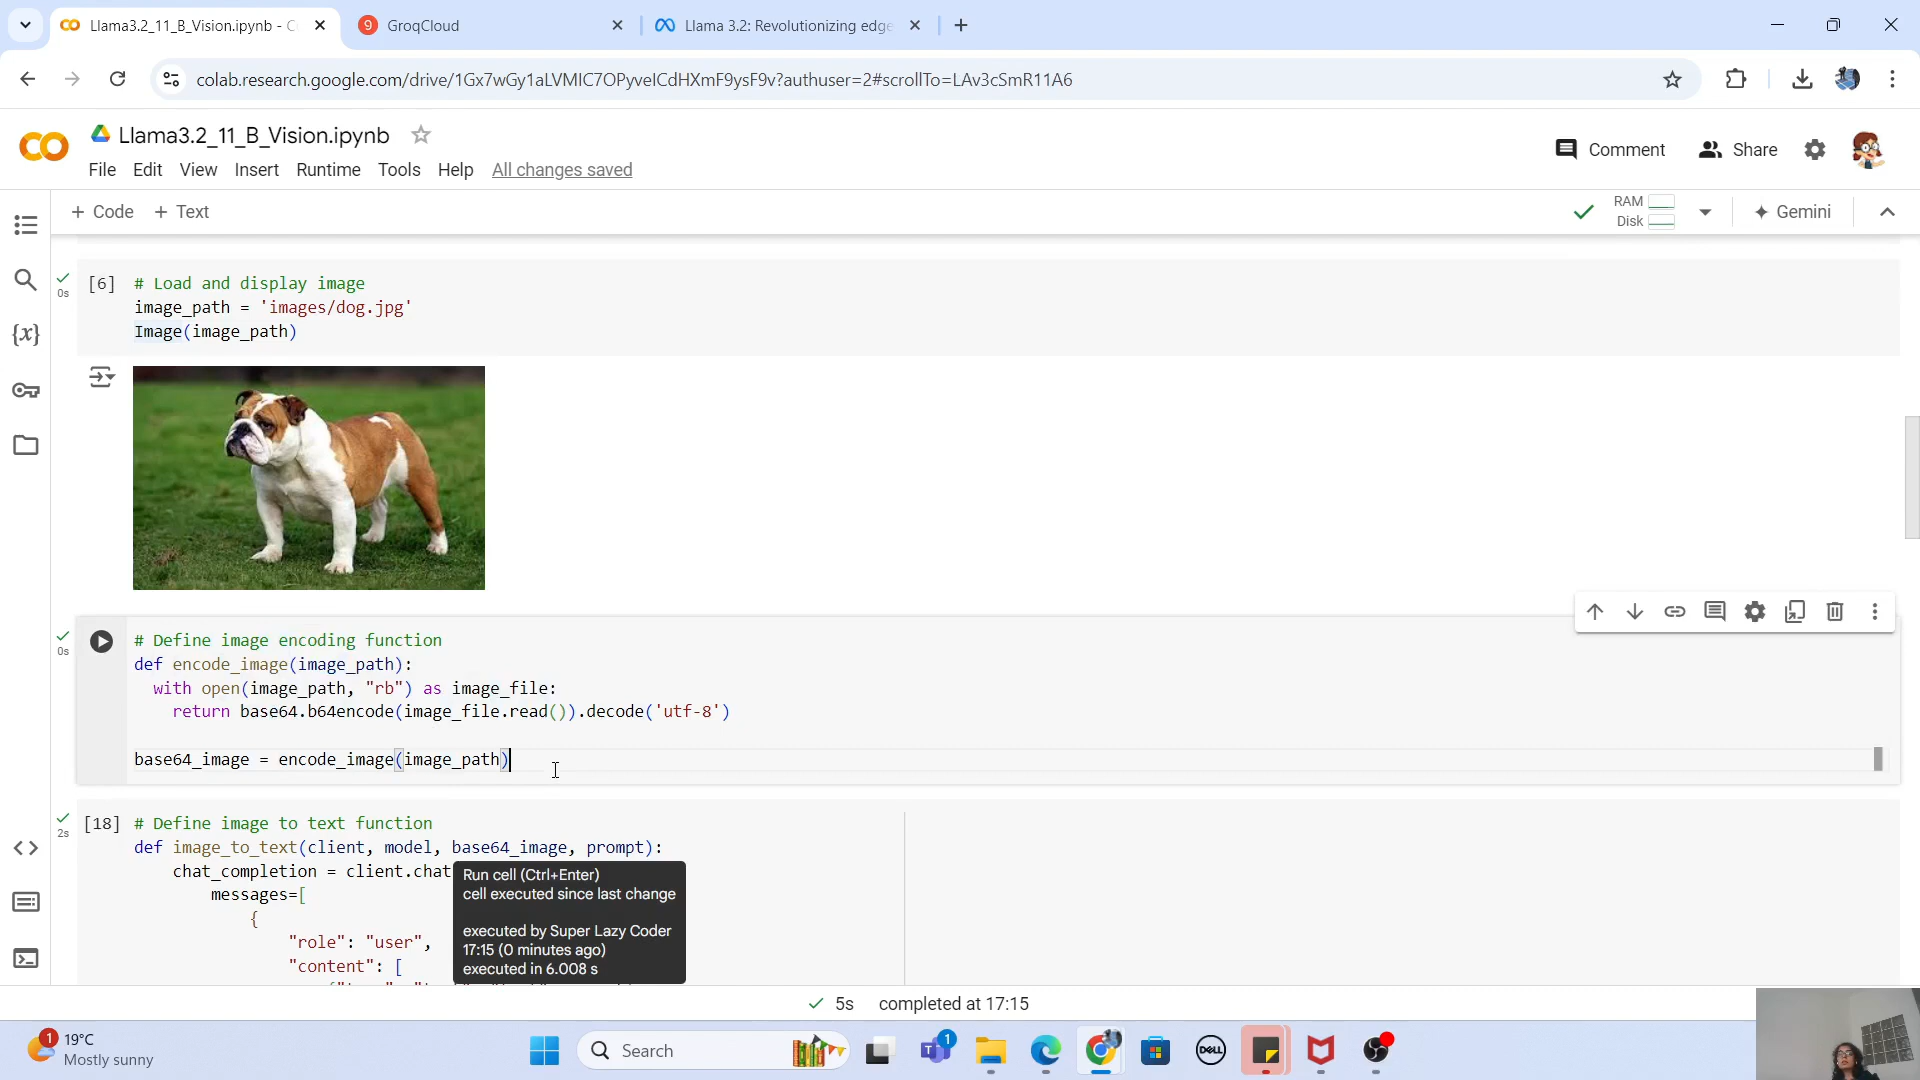 Llama3.2_11_B_Vision.ipynb - C
GroqCloud
Llama 3.2: Revolutionizing edge
colab.research.google.com/drive/1Gx7wGy1aLVMIC7OPyveICdHXmF9ysF9v?authuser=2#scrollTo=LAv3cSmR11A6
CO
Llama3.2_11_B_Vision.ipynb
Comment
Share
File Edit View Insert Runtime Tools Help All changes saved
+ Code + Text
RAM
Disk
Gemini
0s
[6]
# Load and display image
image_path = 'images/dog.jpg'
Image(image_path)
{x}
0s
# Define image encoding function
def encode_image(image_path):
with open(image_path, "rb") as image_file:
return base64.b64encode(image_file.read()).decode('utf-8')
base64_image = encode_image(image_path)
2s
[18]
# Define image to text function
def image_to_text(client, model, base64_image, prompt):
chat_completion = client.chat
messages=[
{
"role": "user",
"content": [
Run cell (Ctrl+Enter)
cell executed since last change
executed by Super Lazy Coder
17:15 (0 minutes ago)
executed in 6.008 s
5s completed at 17:15
1
19°C
Mostly sunny
Search
1
DELL